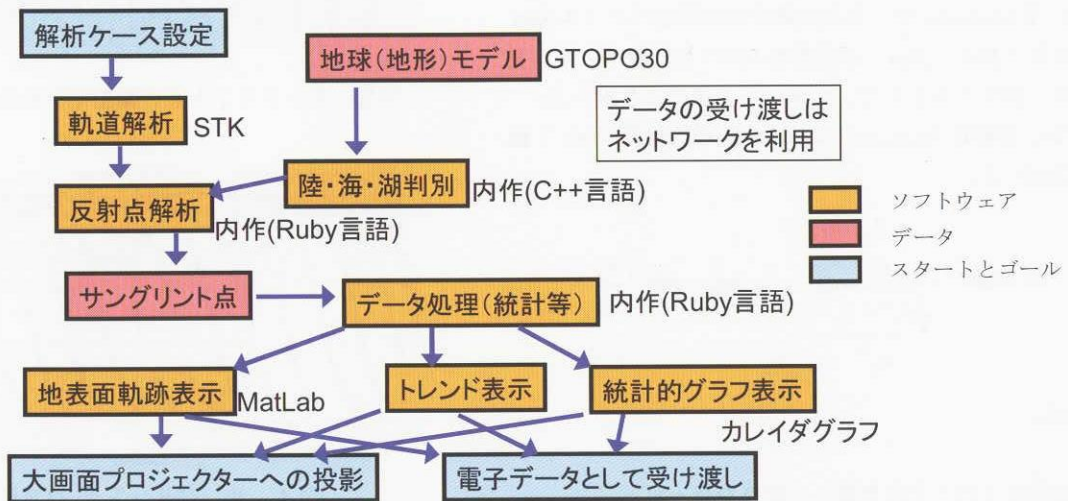 解析ケース設定
地球(地形)モデル GTOPO30
データの受け渡しは
ネットワークを利用
軌道解析 STK
陸・海・湖判別 内作(C++言語)
反射点解析 内作(Ruby言語)
ソフトウェア
データ
スタートとゴール
サングリント点
データ処理(統計等) 内作(Ruby言語)
地表面軌跡表示 MatLab
トレンド表示
統計的グラフ表示
カレイダグラフ
大画面プロジェクターへの投影
電子データとして受け渡し